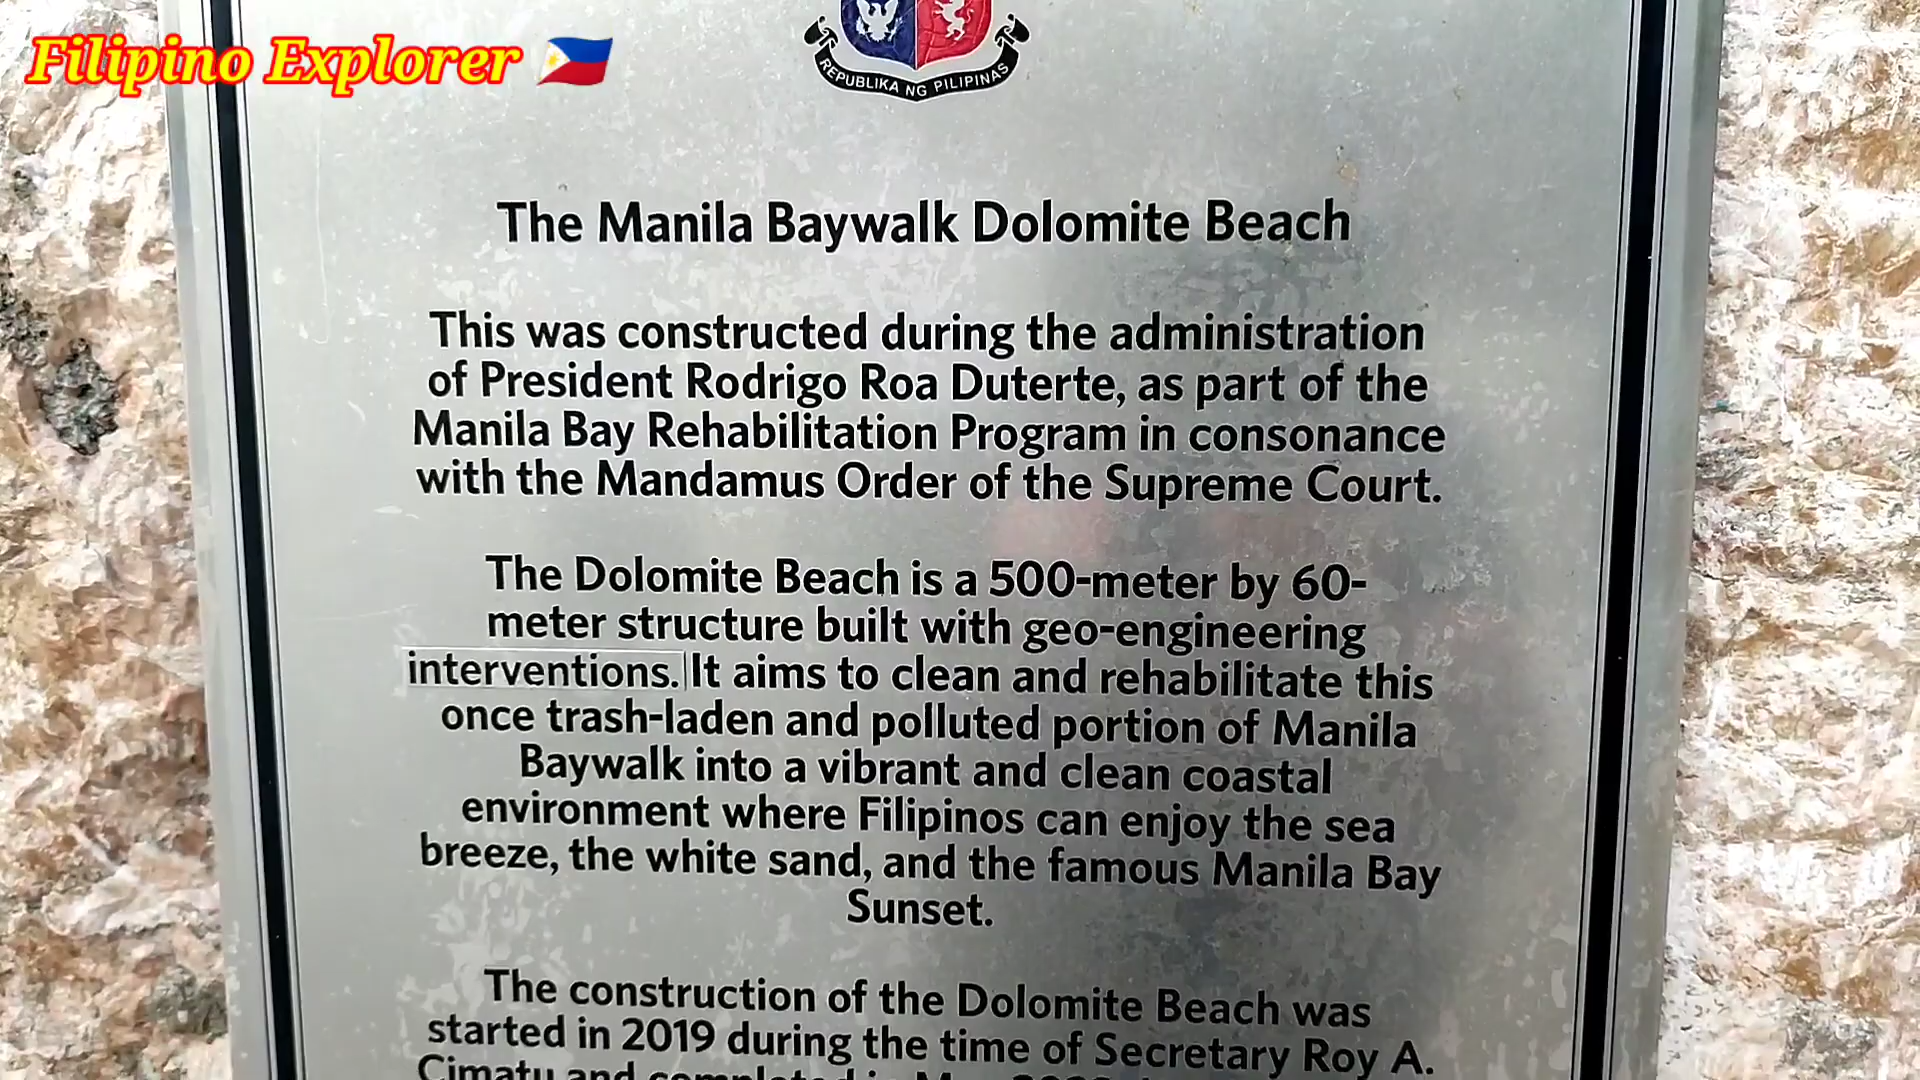 Filipino Explorer
REPUBLIKA NG PILIPINAS
The Manila Baywalk Dolomite Beach
This was constructed during the administration
of President Rodrigo Roa Duterte, as part of the
Manila Bay Rehabilitation Program in consonance
with the Mandamus Order of the Supreme Court.
The Dolomite Beach is a 500-meter by 60-
meter structure built with geo-engineering
interventions. It aims to clean and rehabilitate this
once trash-laden and polluted portion of Manila
Baywalk into a vibrant and clean coastal
environment where Filipinos can enjoy the sea
breeze, the white sand, and the famous Manila Bay
Sunset.
The construction of the Dolomite Beach was
started in 2019 during the time of Secretary Roy A.
Cimatu and completed in